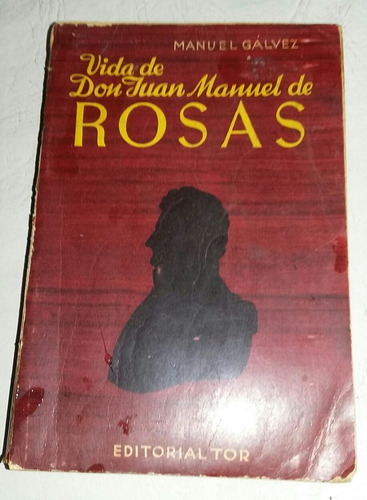 MANUEL GÁLVEZ
Vida de
Don Juan Manuel de
ROSAS
EDITORIAL TOR